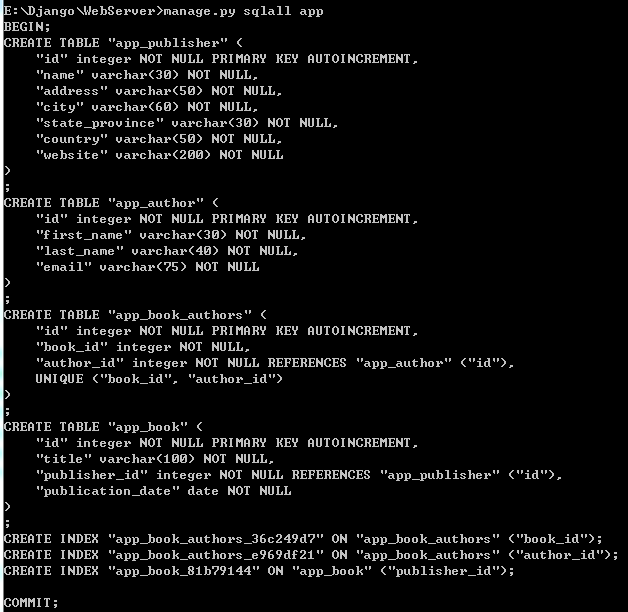 E:\Django\WebServer>manage.py sqlall app
BEGIN;
CREATE TABLE "app_publisher" (
    "id" integer NOT NULL PRIMARY KEY AUTOINCREMENT,
    "name" varchar(30) NOT NULL,
    "address" varchar(50) NOT NULL,
    "city" varchar(60) NOT NULL,
    "state_province" varchar(30) NOT NULL,
    "country" varchar(50) NOT NULL,
    "website" varchar(200) NOT NULL
)
;
CREATE TABLE "app_author" (
    "id" integer NOT NULL PRIMARY KEY AUTOINCREMENT,
    "first_name" varchar(30) NOT NULL,
    "last_name" varchar(40) NOT NULL,
    "email" varchar(75) NOT NULL
)
;
CREATE TABLE "app_book_authors" (
    "id" integer NOT NULL PRIMARY KEY AUTOINCREMENT,
    "book_id" integer NOT NULL,
    "author_id" integer NOT NULL REFERENCES "app_author" ("id"),
    UNIQUE ("book_id", "author_id")
)
;
CREATE TABLE "app_book" (
    "id" integer NOT NULL PRIMARY KEY AUTOINCREMENT,
    "title" varchar(100) NOT NULL,
    "publisher_id" integer NOT NULL REFERENCES "app_publisher" ("id"),
    "publication_date" date NOT NULL
)
;
CREATE INDEX "app_book_authors_36c249d7" ON "app_book_authors" ("book_id");
CREATE INDEX "app_book_authors_e969df21" ON "app_book_authors" ("author_id");
CREATE INDEX "app_book_81b79144" ON "app_book" ("publisher_id");

COMMIT;